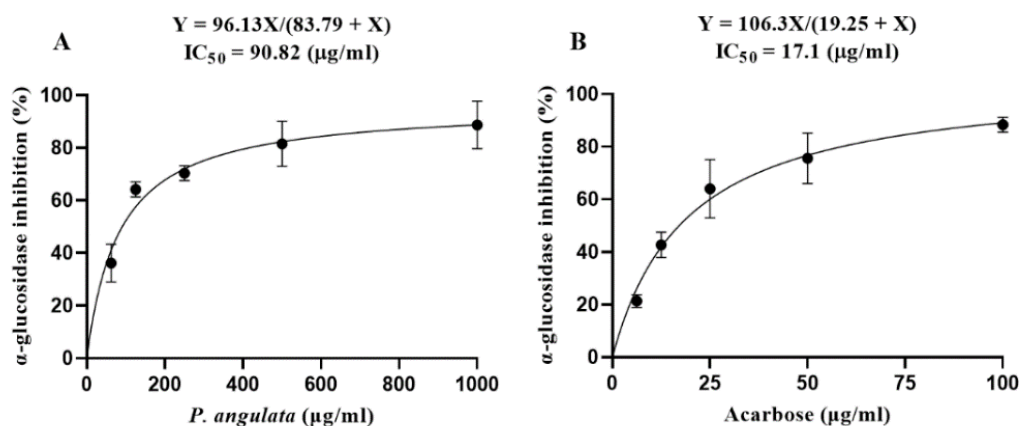 A
Y = 96.13X/(83.79 + X)
IC50 = 90.82 (µg/ml)
α-glucosidase inhibition (%)
100
80
60
40
20
0
0 200 400 600 800 1000
P. angulata (µg/ml)
B
Y = 106.3X/(19.25 + X)
IC50 = 17.1 (µg/ml)
α-glucosidase inhibition (%)
100
80
60
40
20
0
0 25 50 75 100
Acarbose (µg/ml)